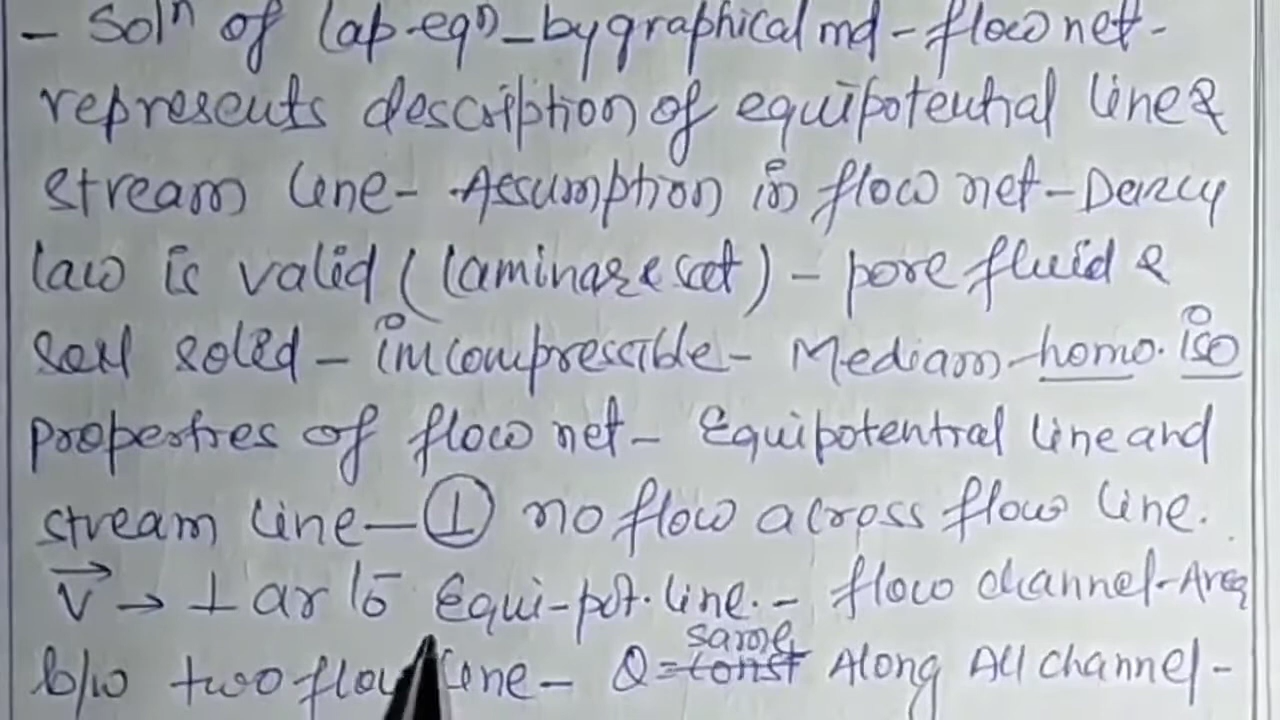 - Solⁿ of lap-eqⁿ - by graphical md - flow net -
represents description of equipotential line &
stream line - Assumption in flow net - Darcy
law is valid (laminar & sat) - pore fluid &
soil solid - incompressible - Mediam - homo. iso
properties of flow net - Equipotential line and
stream line - ⊥ no flow across flow line.
V⃗ → ⊥ ar to Equi-pot. line. - flow channel - Area
same
b/w two flow line - Q = const Along All channel -